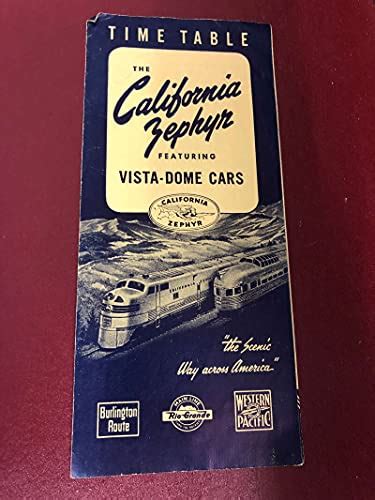 TIME TABLE
THE
California
Zephyr
FEATURING
VISTA-DOME CARS
CALIFORNIA
ZEPHYR
CALIFORNIA
"the Scenic
Way across America"
Burlington
Route
MAIN LINE
Rio Grande
WESTERN
PACIFIC